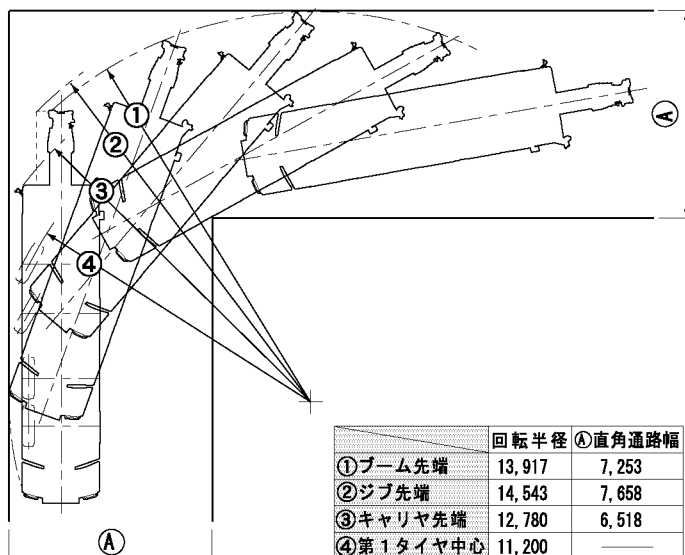 ①
②
③
④
Ⓐ
Ⓐ
回転半径 Ⓐ直角通路幅
①ブーム先端 13,917 7,253
②ジブ先端 14,543 7,658
③キャリヤ先端 12,780 6,518
④第1タイヤ中心 11,200 ―